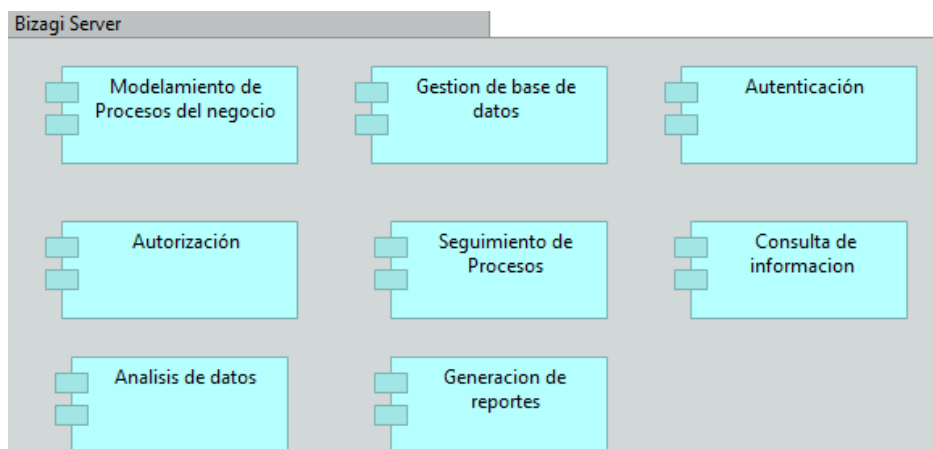 Bizagi Server
Modelamiento de
Procesos del negocio
Gestion de base de
datos
Autenticación
Autorización
Seguimiento de
Procesos
Consulta de
informacion
Analisis de datos
Generacion de
reportes